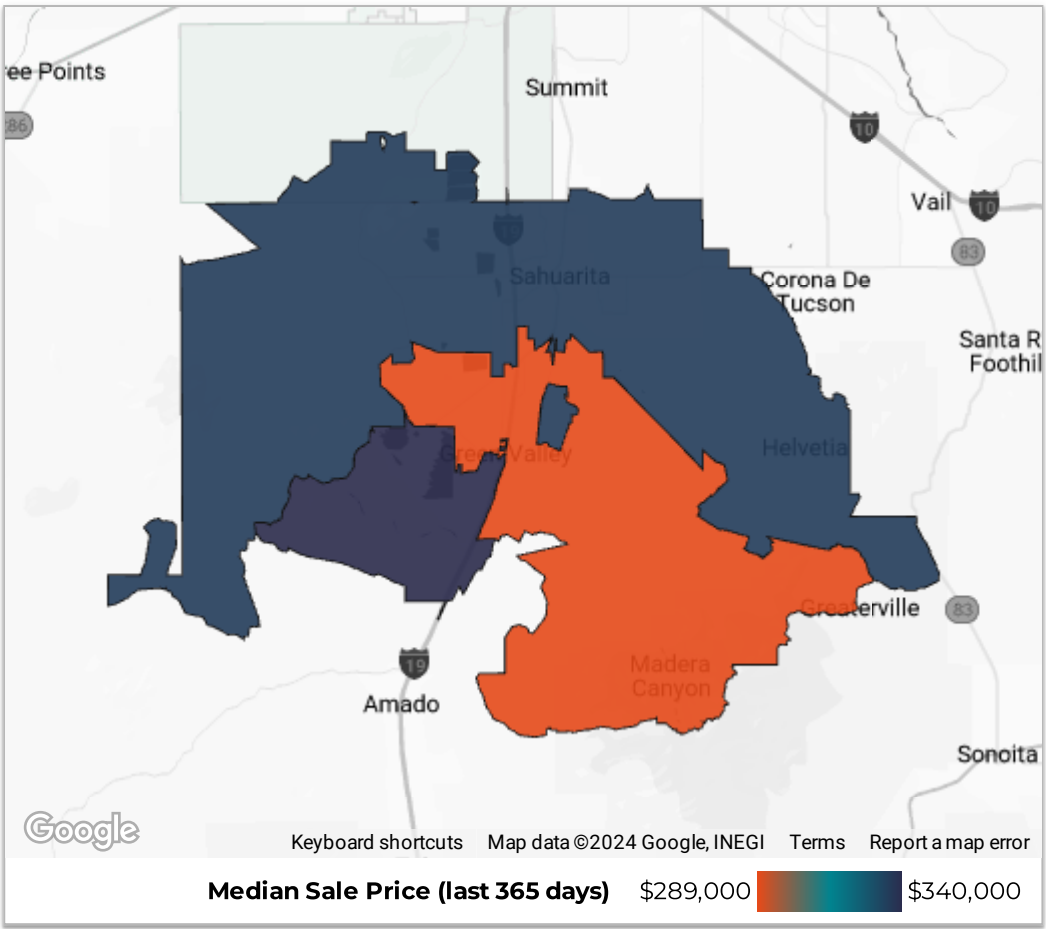 ree Points
Summit
86
10
Vail
10
19
83
Sahuarita
Corona De
Tucson
Santa R
Foothil
Green Valley
Helvetia
Greaterville
83
19
Madera
Canyon
Amado
Sonoita
Google
Keyboard shortcuts Map data ©2024 Google, INEGI Terms Report a map error
Median Sale Price (last 365 days) $289,000 $340,000